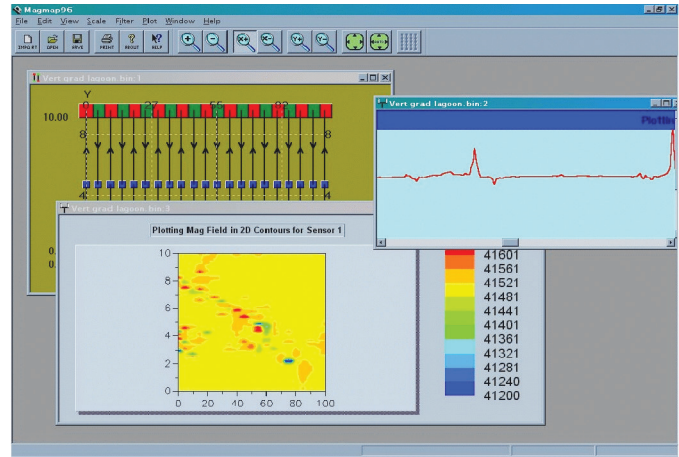 Magmap96
File Edit View Scale Filter Plot Window Help
IMPORT OPEN SAVE PRINT ABOUT HELP X+ X- Y+ Y-
Vert grad lagoon.bin:1
Y
0 27 55 82
10.00
8 8
4 4
0.
0.
Vert grad lagoon.bin:2
Plottin
Vert grad lagoon.bin:3
Plotting Mag Field in 2D Contours for Sensor 1
10
8
6
4
2
0
0 20 40 60 80 100
41601
41561
41521
41481
41441
41401
41361
41321
41281
41240
41200